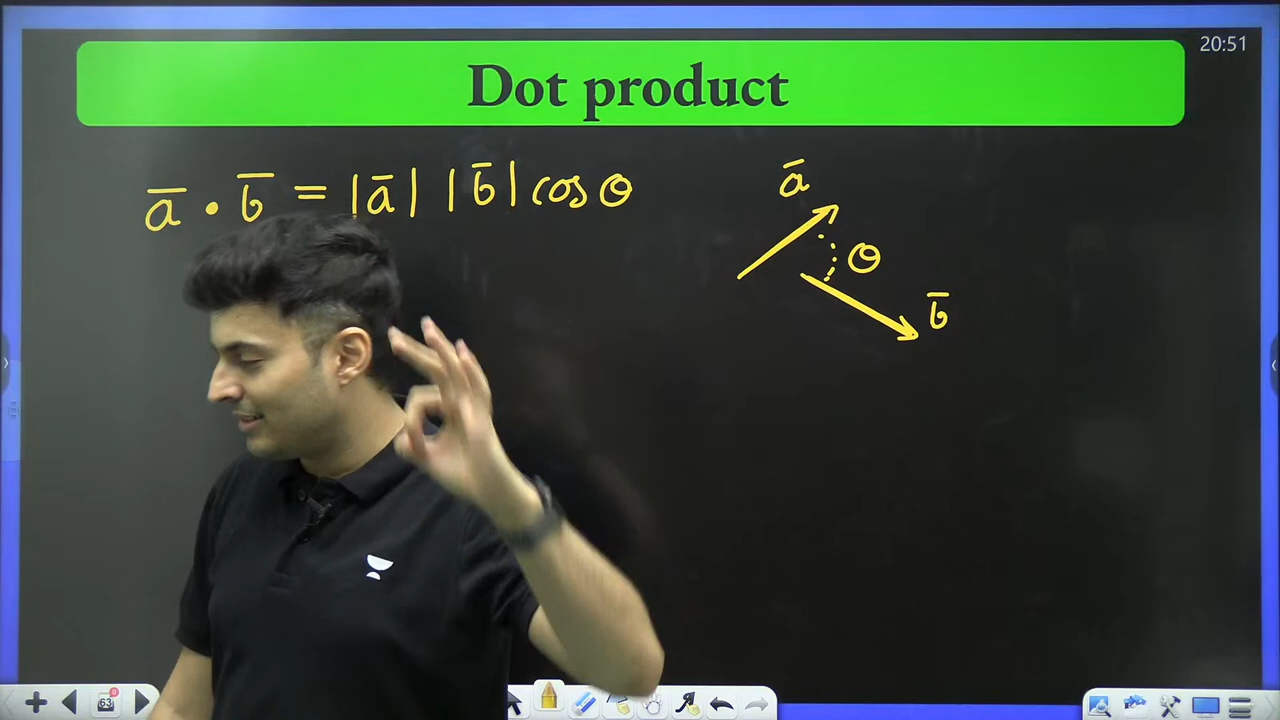 20:51
Dot product
a̅ • b̅ = |a̅| |b̅| cos θ
a̅
θ
b̅
63